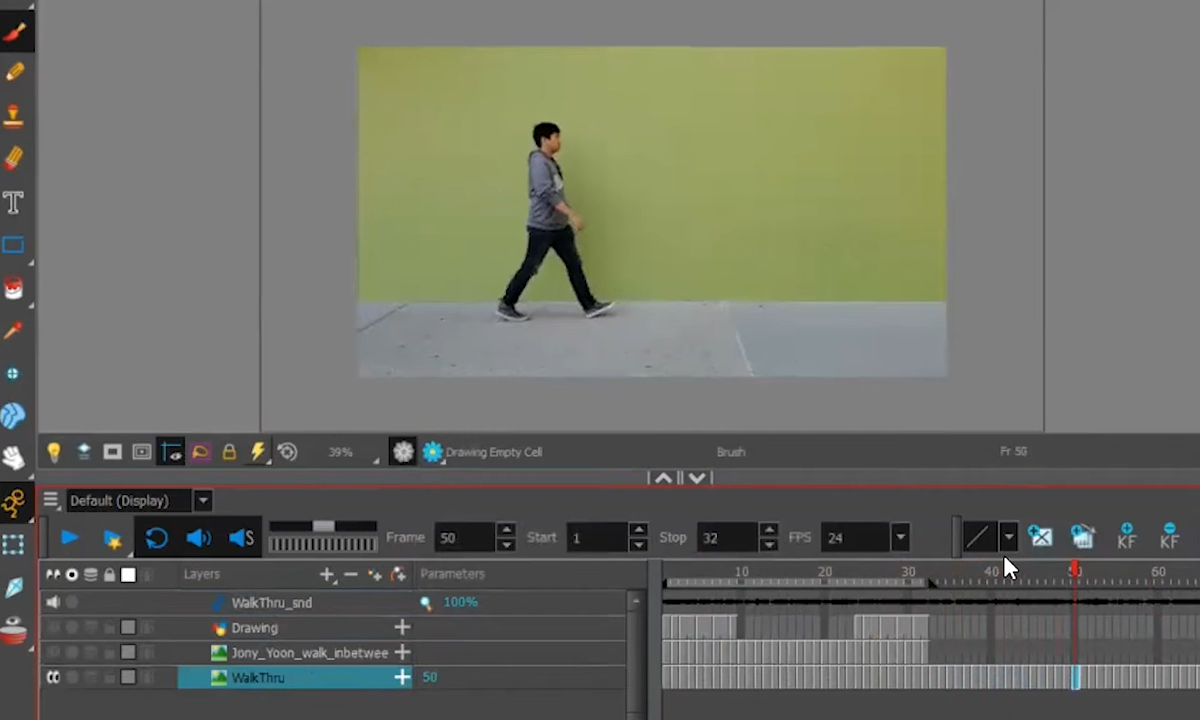 T
39%
Drawing Empty Cell
Brush
Fr 50
Default (Display)
S
Frame 50 Start 1 Stop 32 FPS 24
KF KF
Layers Parameters
10 20 30 40 50 60
WalkThru_snd 100%
Drawing
Jony_Yoon_walk_inbetwee
WalkThru 50